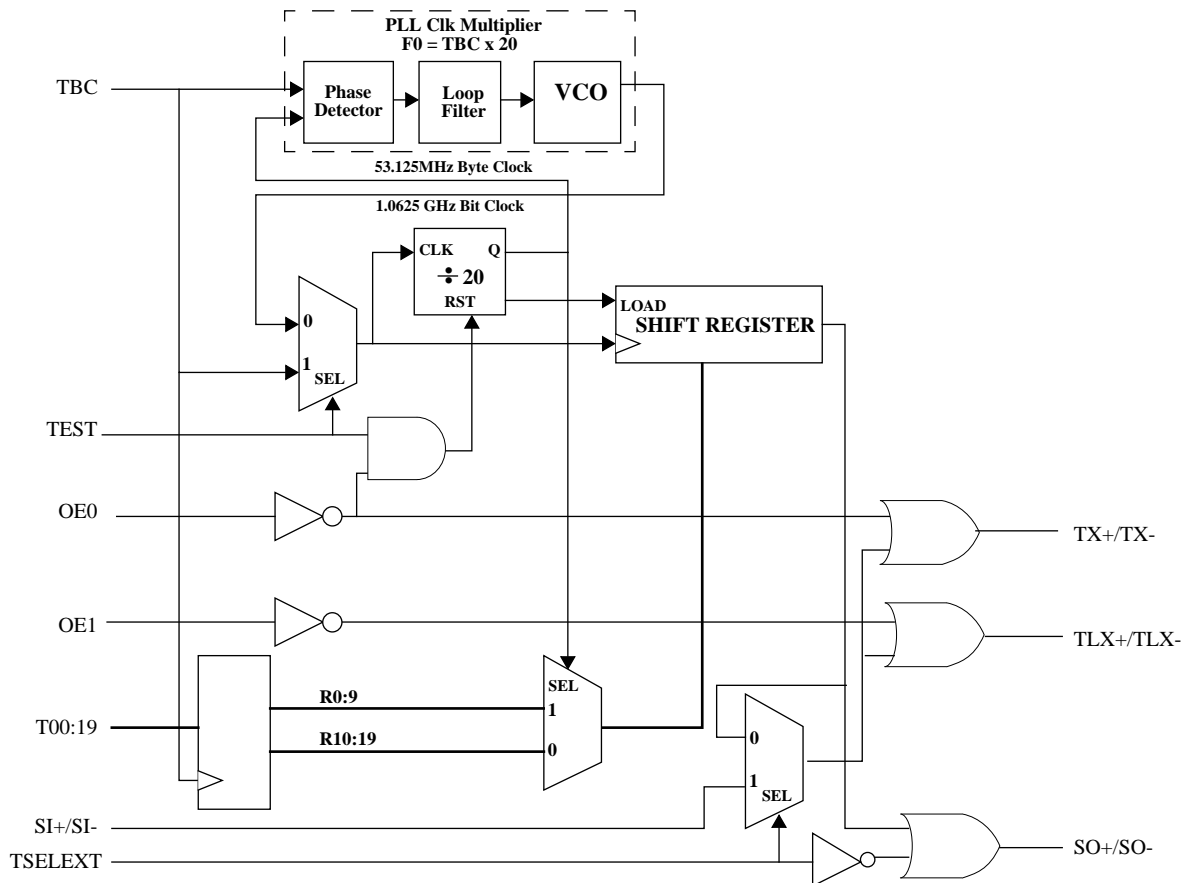 PLL Clk Multiplier
F0 = TBC x 20
TBC
Phase
Detector
Loop
Filter
VCO
53.125MHz Byte Clock
1.0625 GHz Bit Clock
CLK
Q
÷ 20
RST
LOAD
SHIFT REGISTER
0
1
SEL
TEST
OE0
TX+/TX-
OE1
TLX+/TLX-
SEL
R0:9
1
T00:19
R10:19
0
0
1
SEL
SI+/SI-
SO+/SO-
TSELEXT